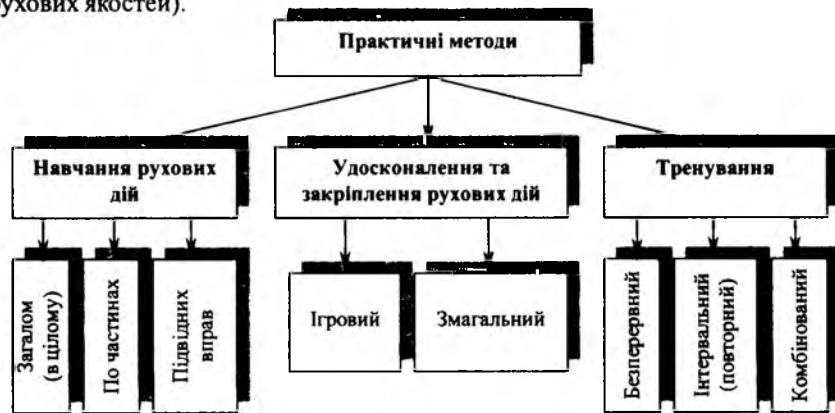 рухових якостей).
Практичні методи
Навчання рухових
дій
Удосконалення та
закріплення рухових дій
Тренування
Загалом
(в цілому)
По частинах
Підвідних
вправ
Ігровий
Змагальний
Безперервний
Інтервальний
(повторний)
Комбінований